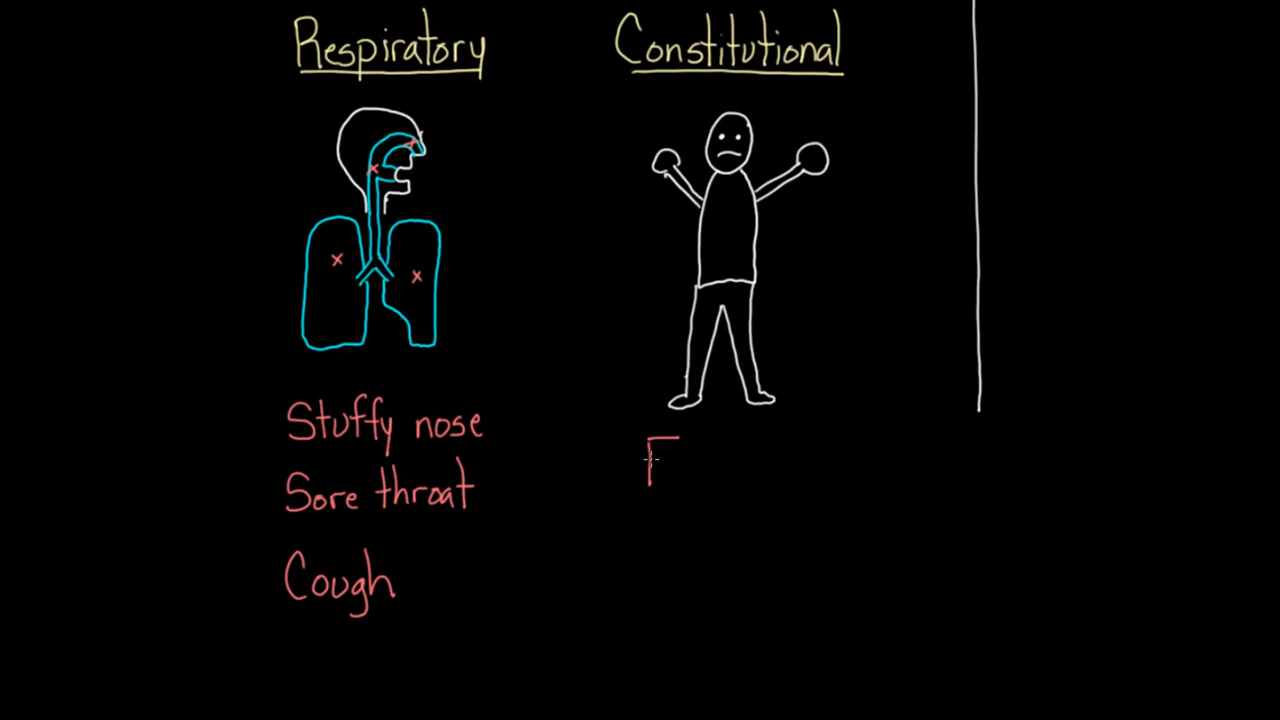 Respiratory
Constitutional
Stuffy nose
Sore throat
Cough
F